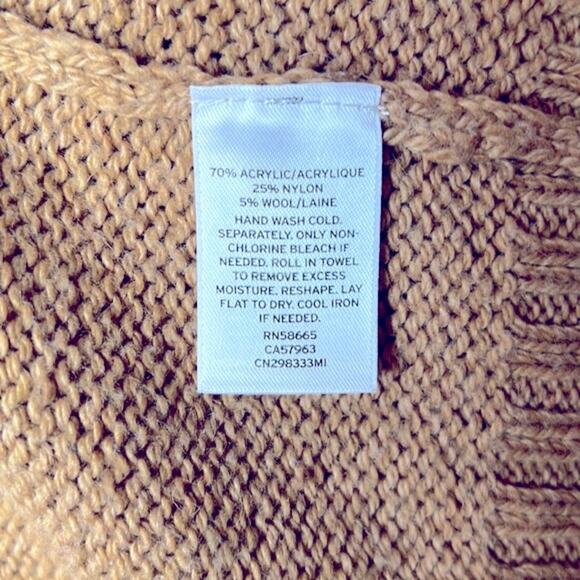 70% ACRYLIC/ACRYLIQUE
25% NYLON
5% WOOL/LAINE
HAND WASH COLD.
SEPARATELY. ONLY NON-
CHLORINE BLEACH IF
NEEDED. ROLL IN TOWEL
TO REMOVE EXCESS
MOISTURE. RESHAPE. LAY
FLAT TO DRY. COOL IRON
IF NEEDED.
RN58665
CA57963
CN298333MI